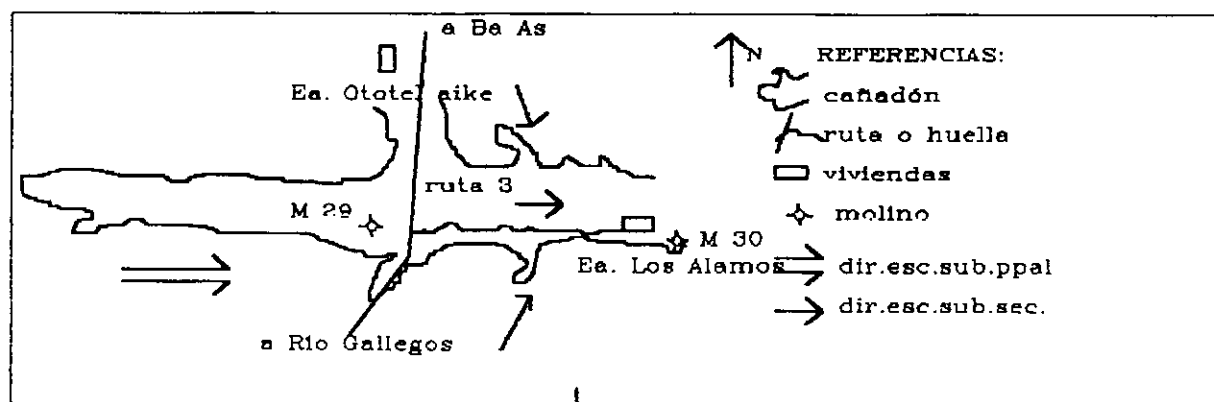 a Bs As
N
REFERENCIAS:
Ea. Ototel aike
cañadón
ruta o huella
viviendas
ruta 3
M 29
molino
M 30
Ea. Los Alamos
dir.esc.sub.ppal
dir.esc.sub.sec.
a Río Gallegos